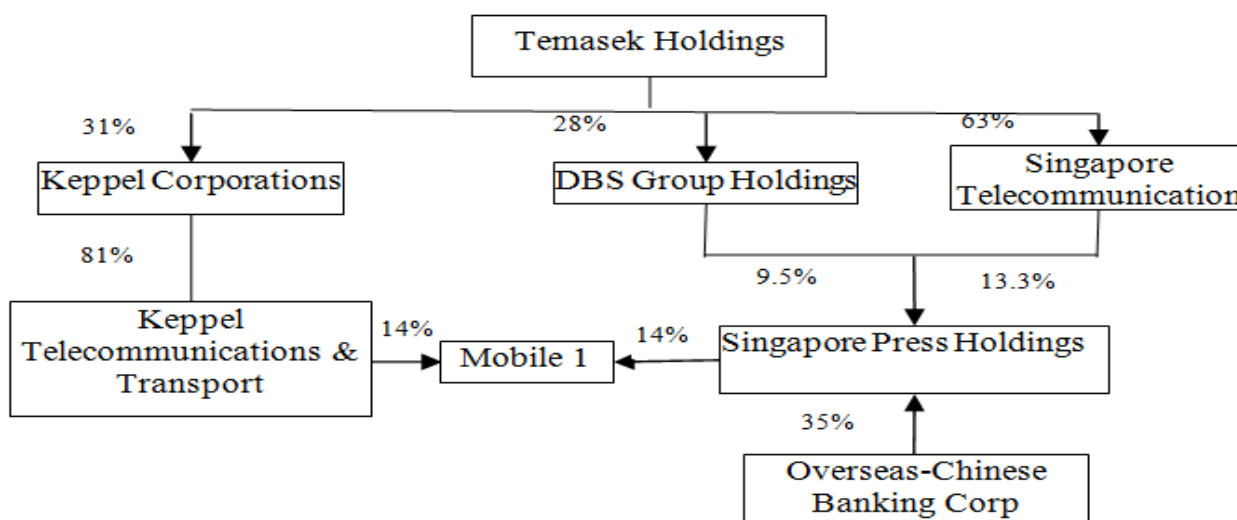 Temasek Holdings
31%
28%
63%
Keppel Corporations
DBS Group Holdings
Singapore
Telecommunication
81%
9.5%
13.3%
Keppel
Telecommunications &
Transport
14%
Mobile 1
14%
Singapore Press Holdings
35%
Overseas-Chinese
Banking Corp